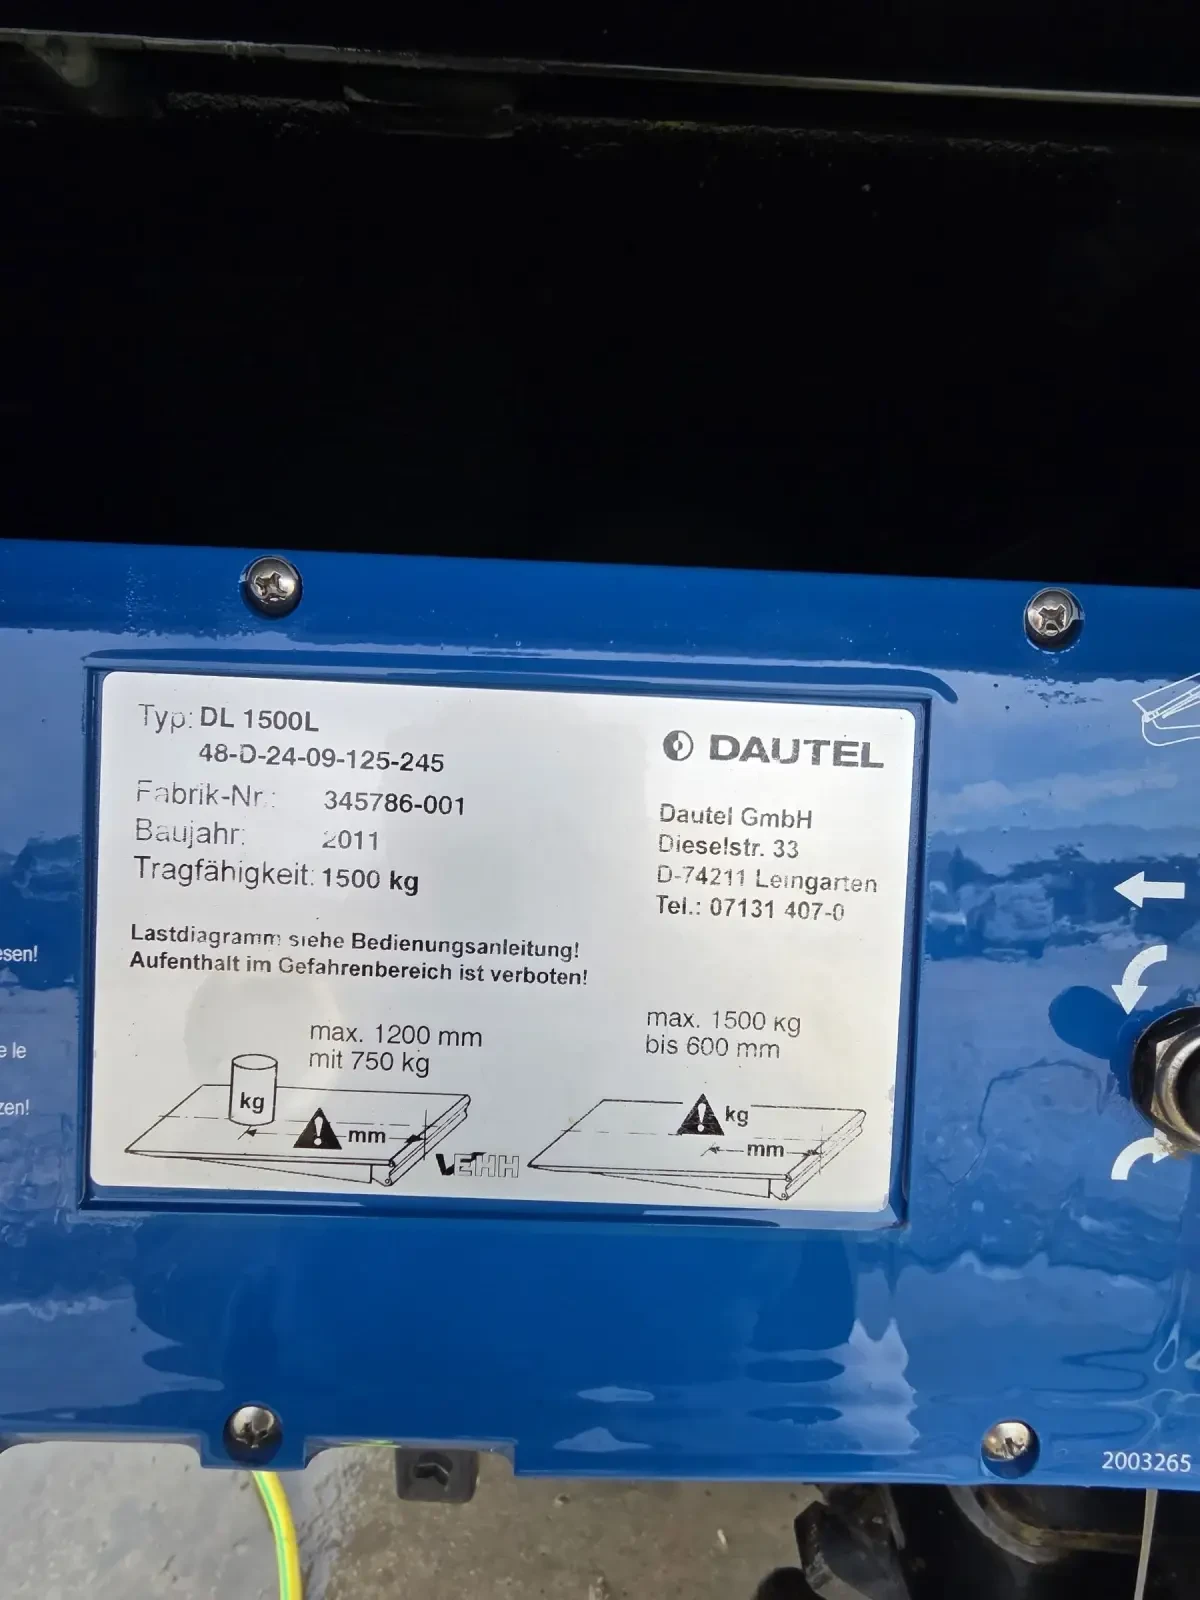 Typ: DL 1500L
48-D-24-09-125-245
Fabrik-Nr.: 345786-001
Baujahr: 2011
Tragfähigkeit: 1500 kg
DAUTEL
Dautel GmbH
Dieselstr. 33
D-74211 Leingarten
Tel.: 07131 407-0
Lastdiagramm siehe Bedienungsanleitung!
Aufenthalt im Gefahrenbereich ist verboten!
max. 1200 mm
mit 750 kg
kg
mm
max. 1500 kg
bis 600 mm
kg
mm
le
2003265